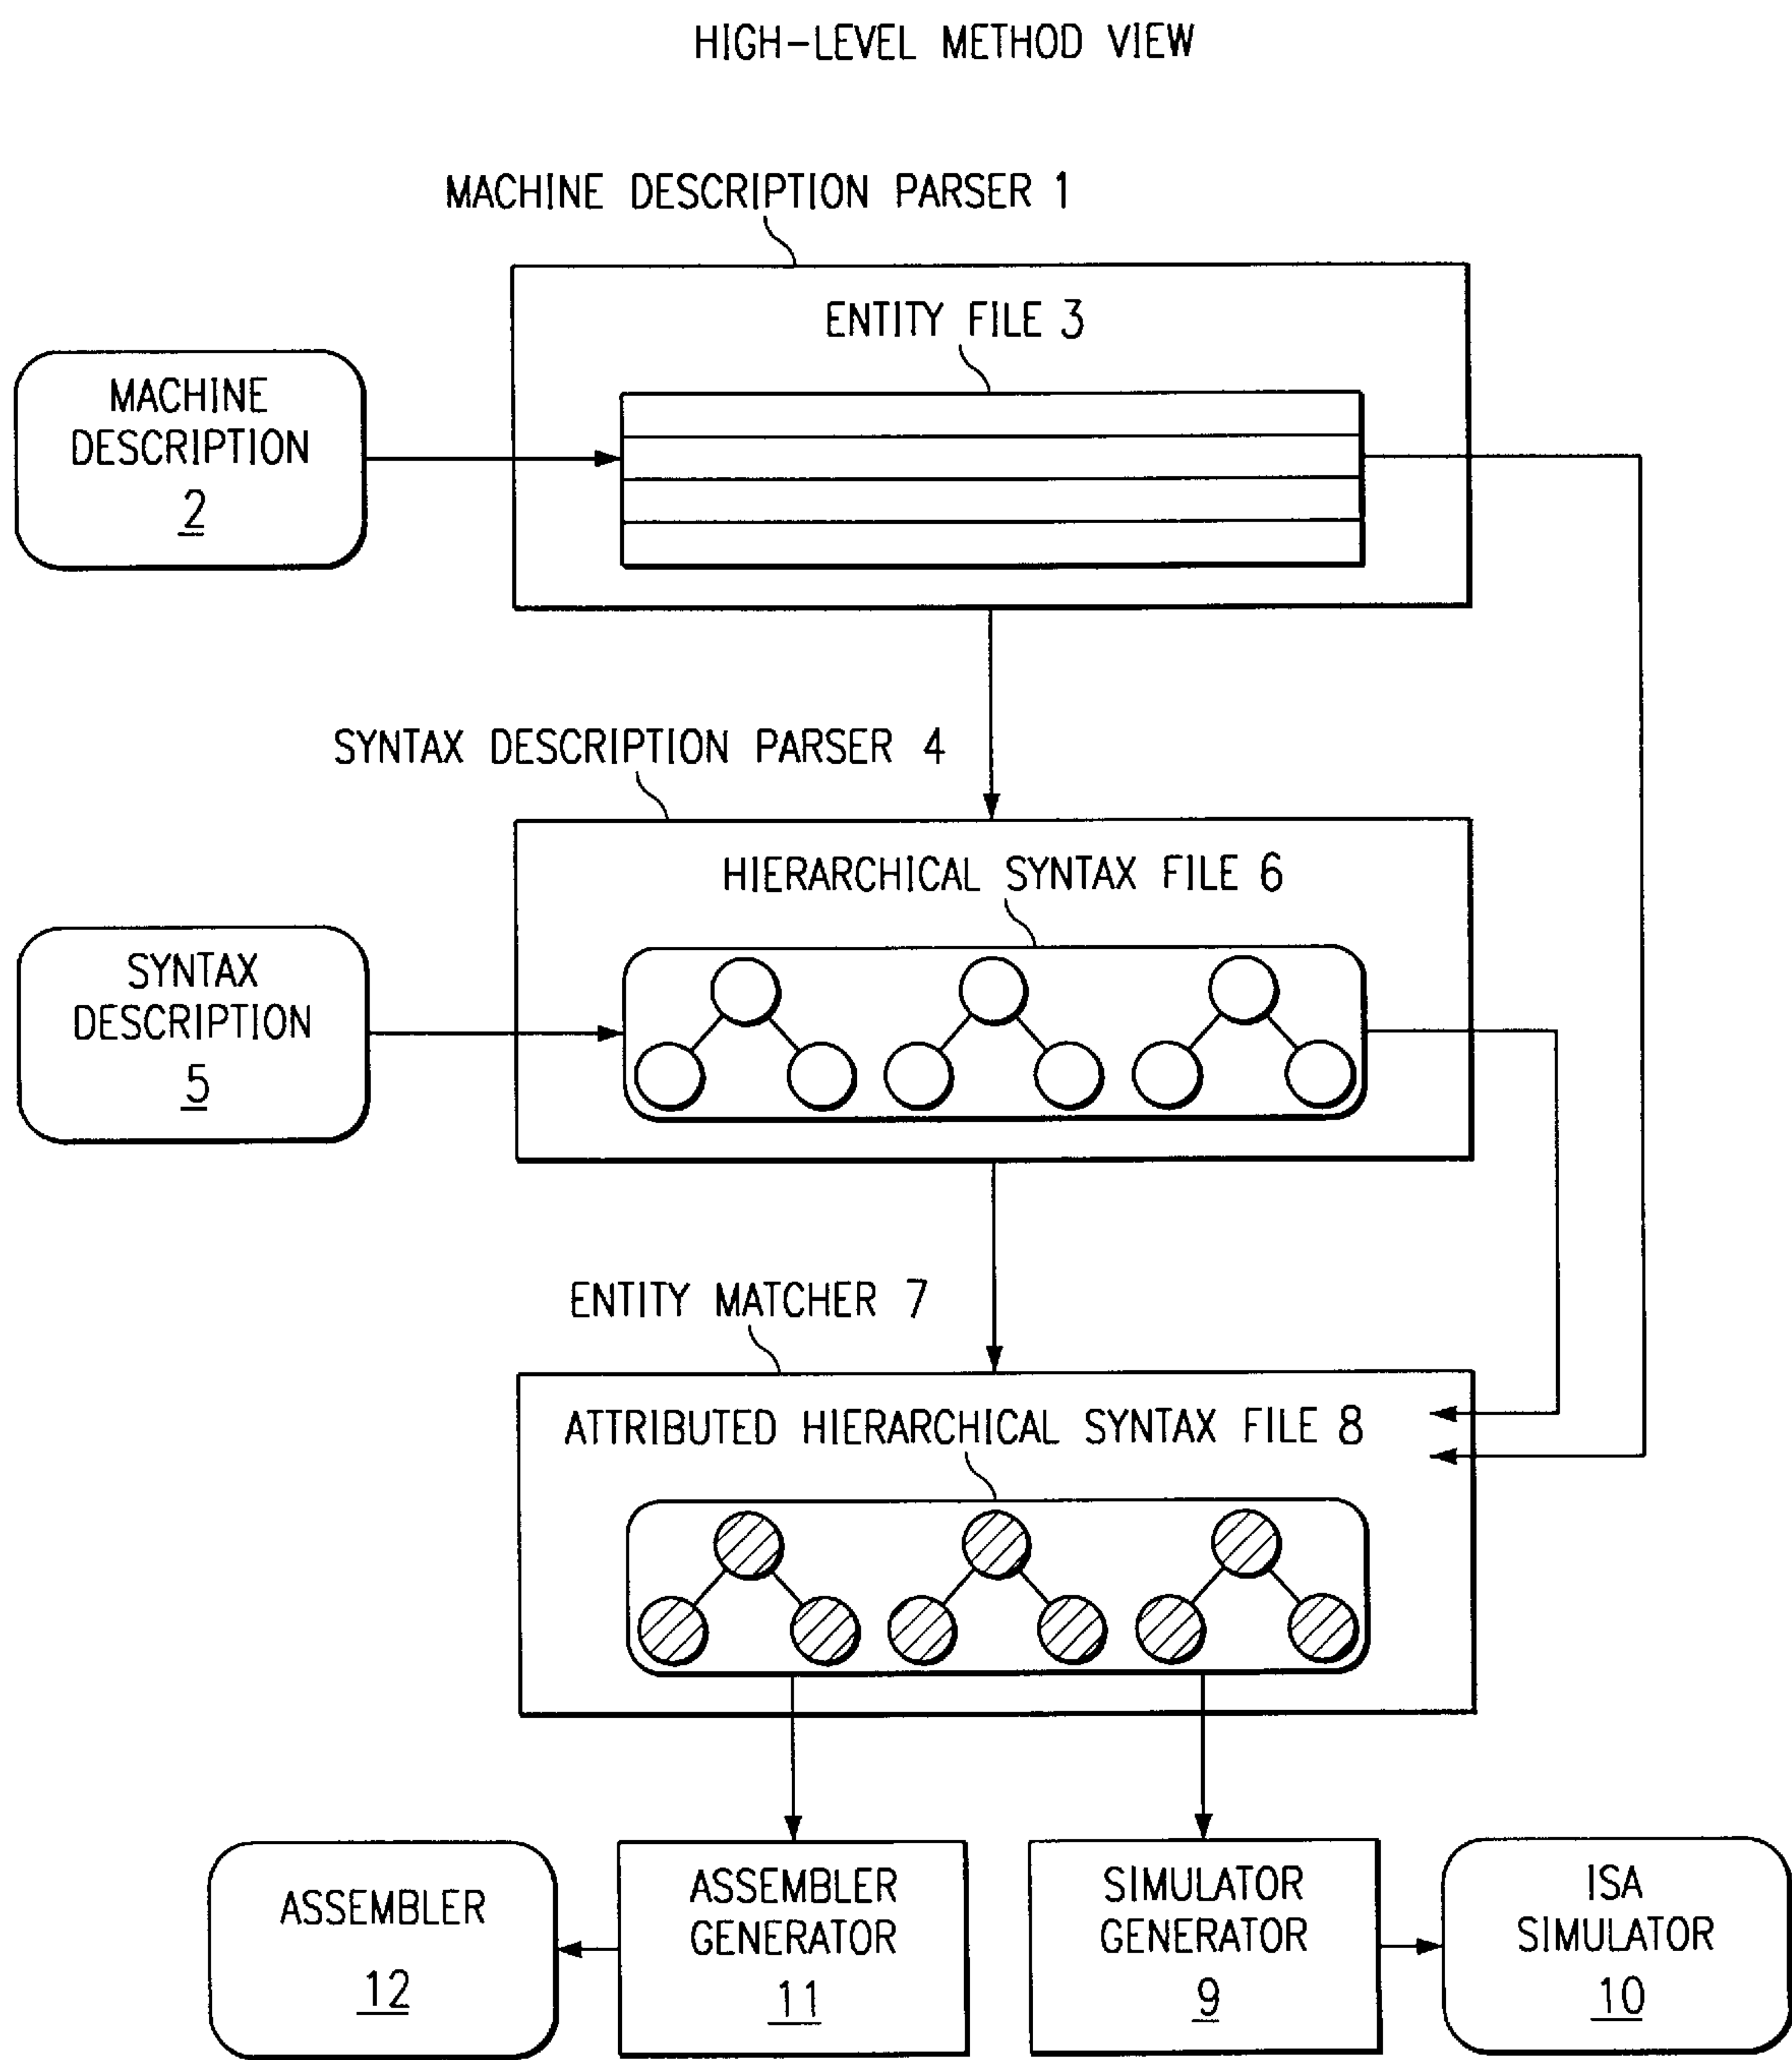 HIGH-LEVEL METHOD VIEW
MACHINE DESCRIPTION PARSER 1
ENTITY FILE 3
MACHINE
DESCRIPTION
2
SYNTAX DESCRIPTION PARSER 4
HIERARCHICAL SYNTAX FILE 6
SYNTAX
DESCRIPTION
5
ENTITY MATCHER 7
ATTRIBUTED HIERARCHICAL SYNTAX FILE 8
ASSEMBLER
12
ASSEMBLER
GENERATOR
11
SIMULATOR
GENERATOR
9
ISA
SIMULATOR
10